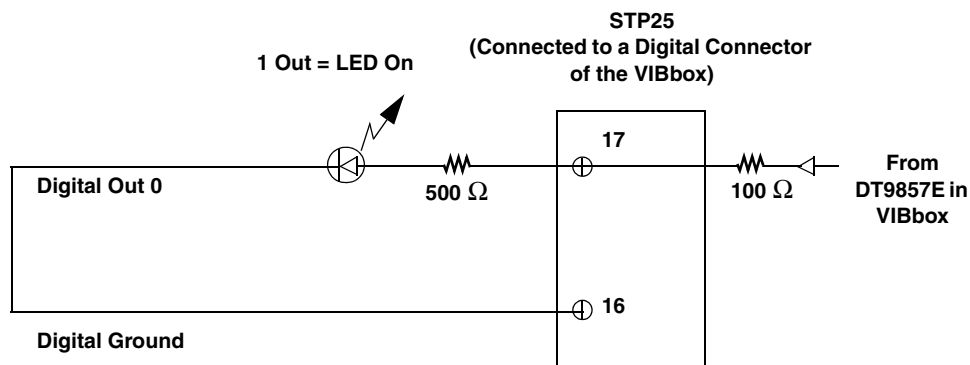 STP25
(Connected to a Digital Connector
of the VIBbox)
1 Out = LED On
17
From
DT9857E in
VIBbox
Digital Out 0
500 Ω
100 Ω
16
Digital Ground